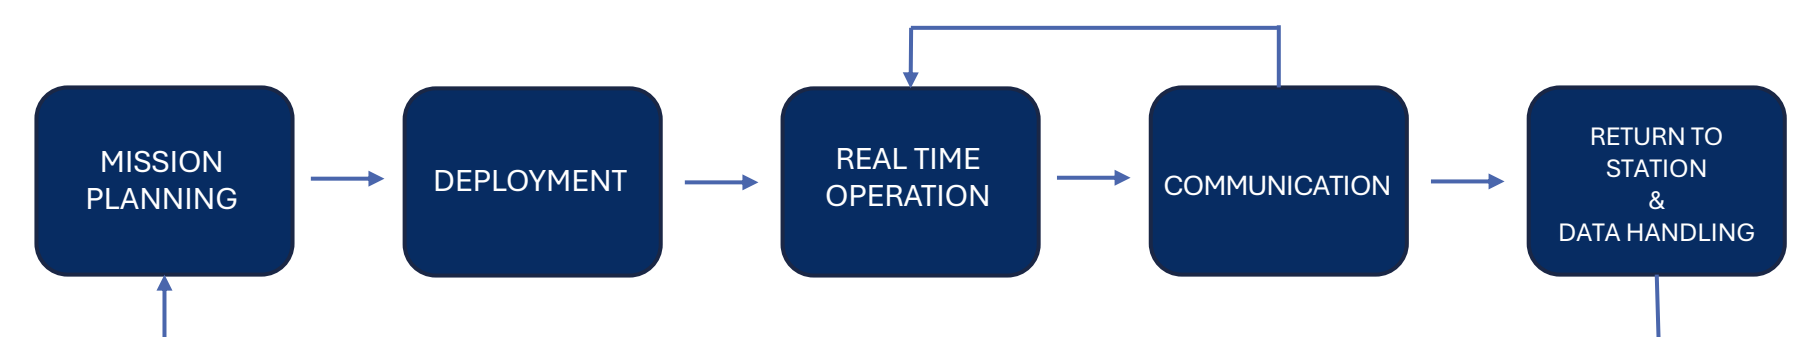 MISSION
PLANNING
DEPLOYMENT
REAL TIME
OPERATION
COMMUNICATION
RETURN TO
STATION
&
DATA HANDLING